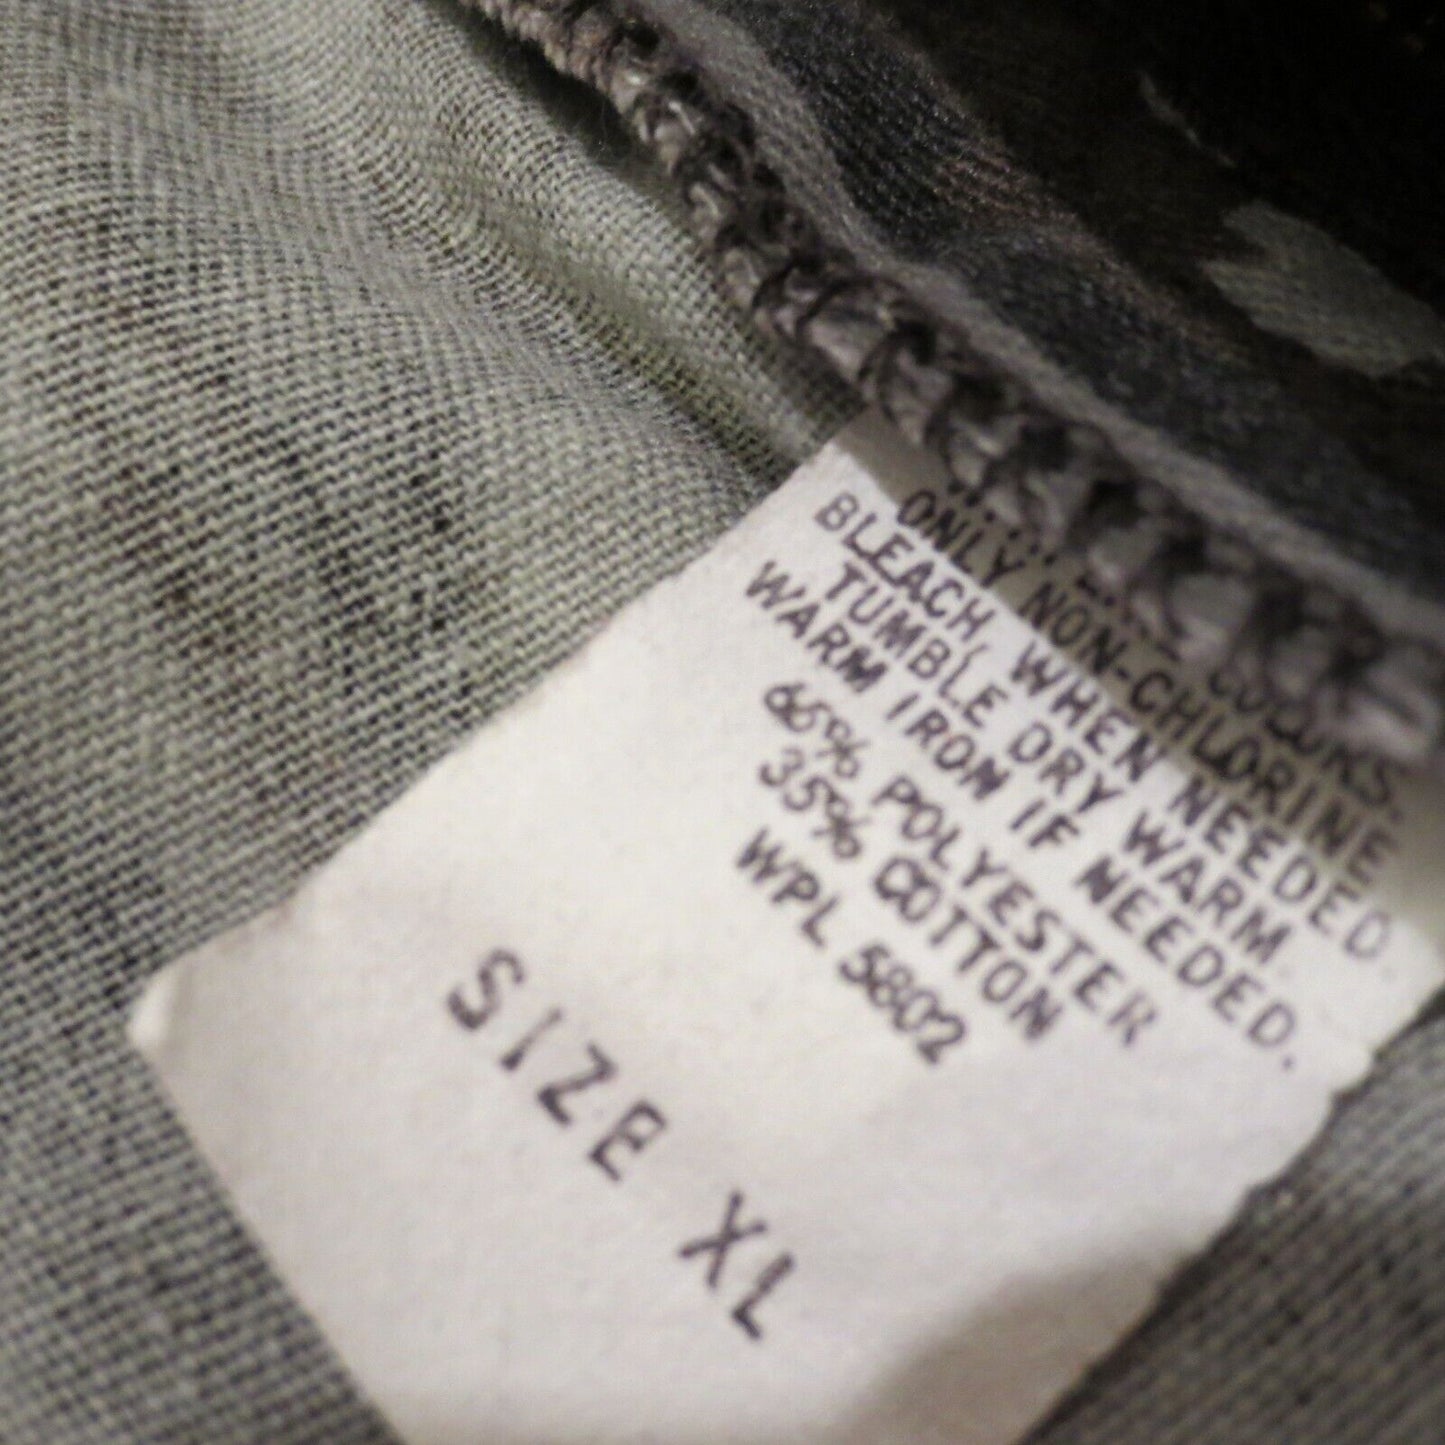 COLORS.
ONLY NON-CHLORINE
BLEACH, WHEN NEEDED.
TUMBLE DRY WARM.
WARM IRON IF NEEDED.
65% POLYESTER
35% COTTON
WPL 5802
SIZE XL